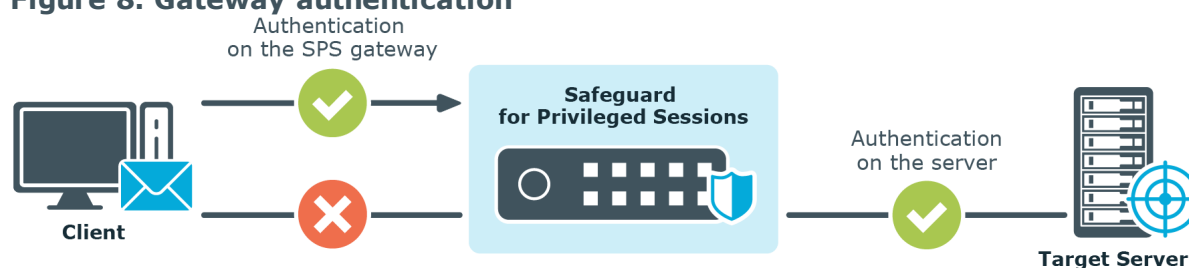 Figure 8: Gateway authentication
Authentication
on the SPS gateway
Safeguard
for Privileged Sessions
Authentication
on the server
Client
Target Server